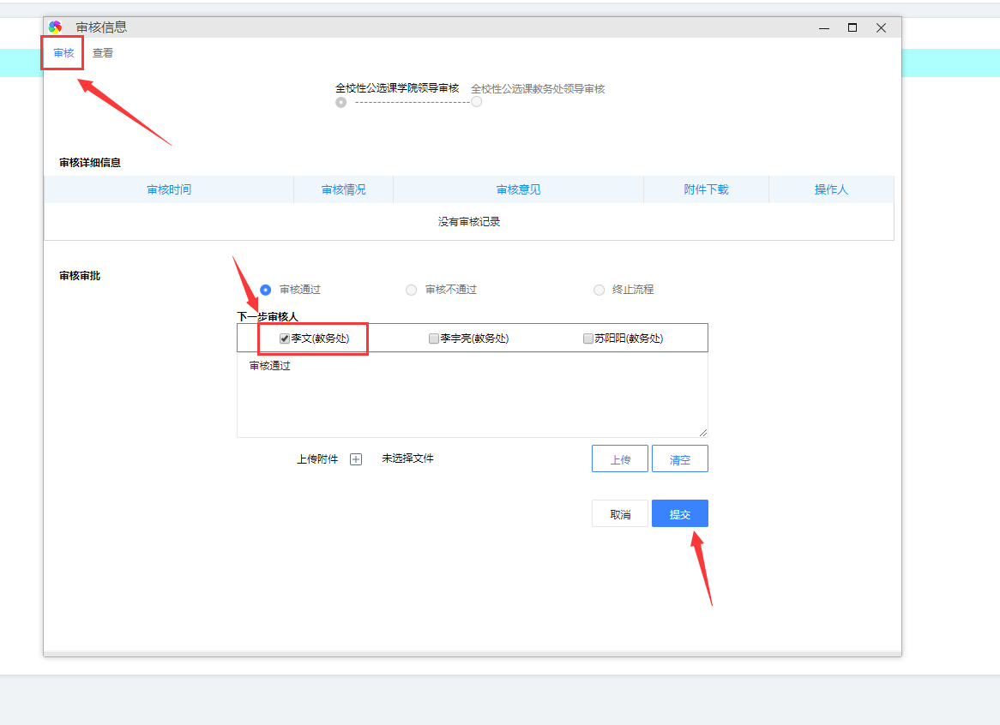 审核信息
审核 查看
全校性公选课学院领导审核 全校性公选课教务处领导审核
审核详细信息
审核时间 审核情况 审核意见 附件下载 操作人
没有审核记录
审核审批
审核通过 审核不通过 终止流程
下一步审核人
李文(教务处) 李宇亮(教务处) 苏阳阳(教务处)
审核通过
上传附件 未选择文件 上传 清空
取消 提交